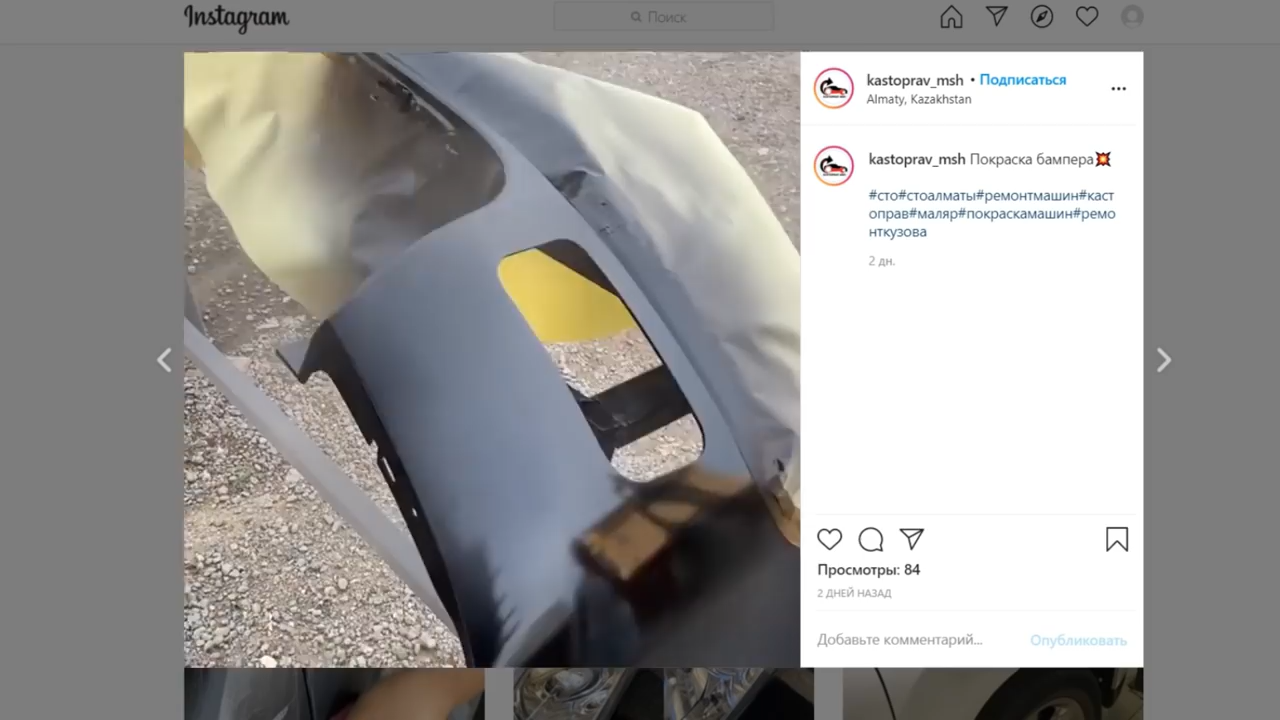 Instagram
Поиск
kastoprav_msh • Подписаться
Almaty, Kazakhstan
kastoprav_msh Покраска бампера💥
#сто#стоалматы#ремонтмашин#каст
оправ#маляр#покраскамашин#ремо
нткузова
2 дн.
Просмотры: 84
2 ДНЕЙ НАЗАД
Добавьте комментарий... Опубликовать